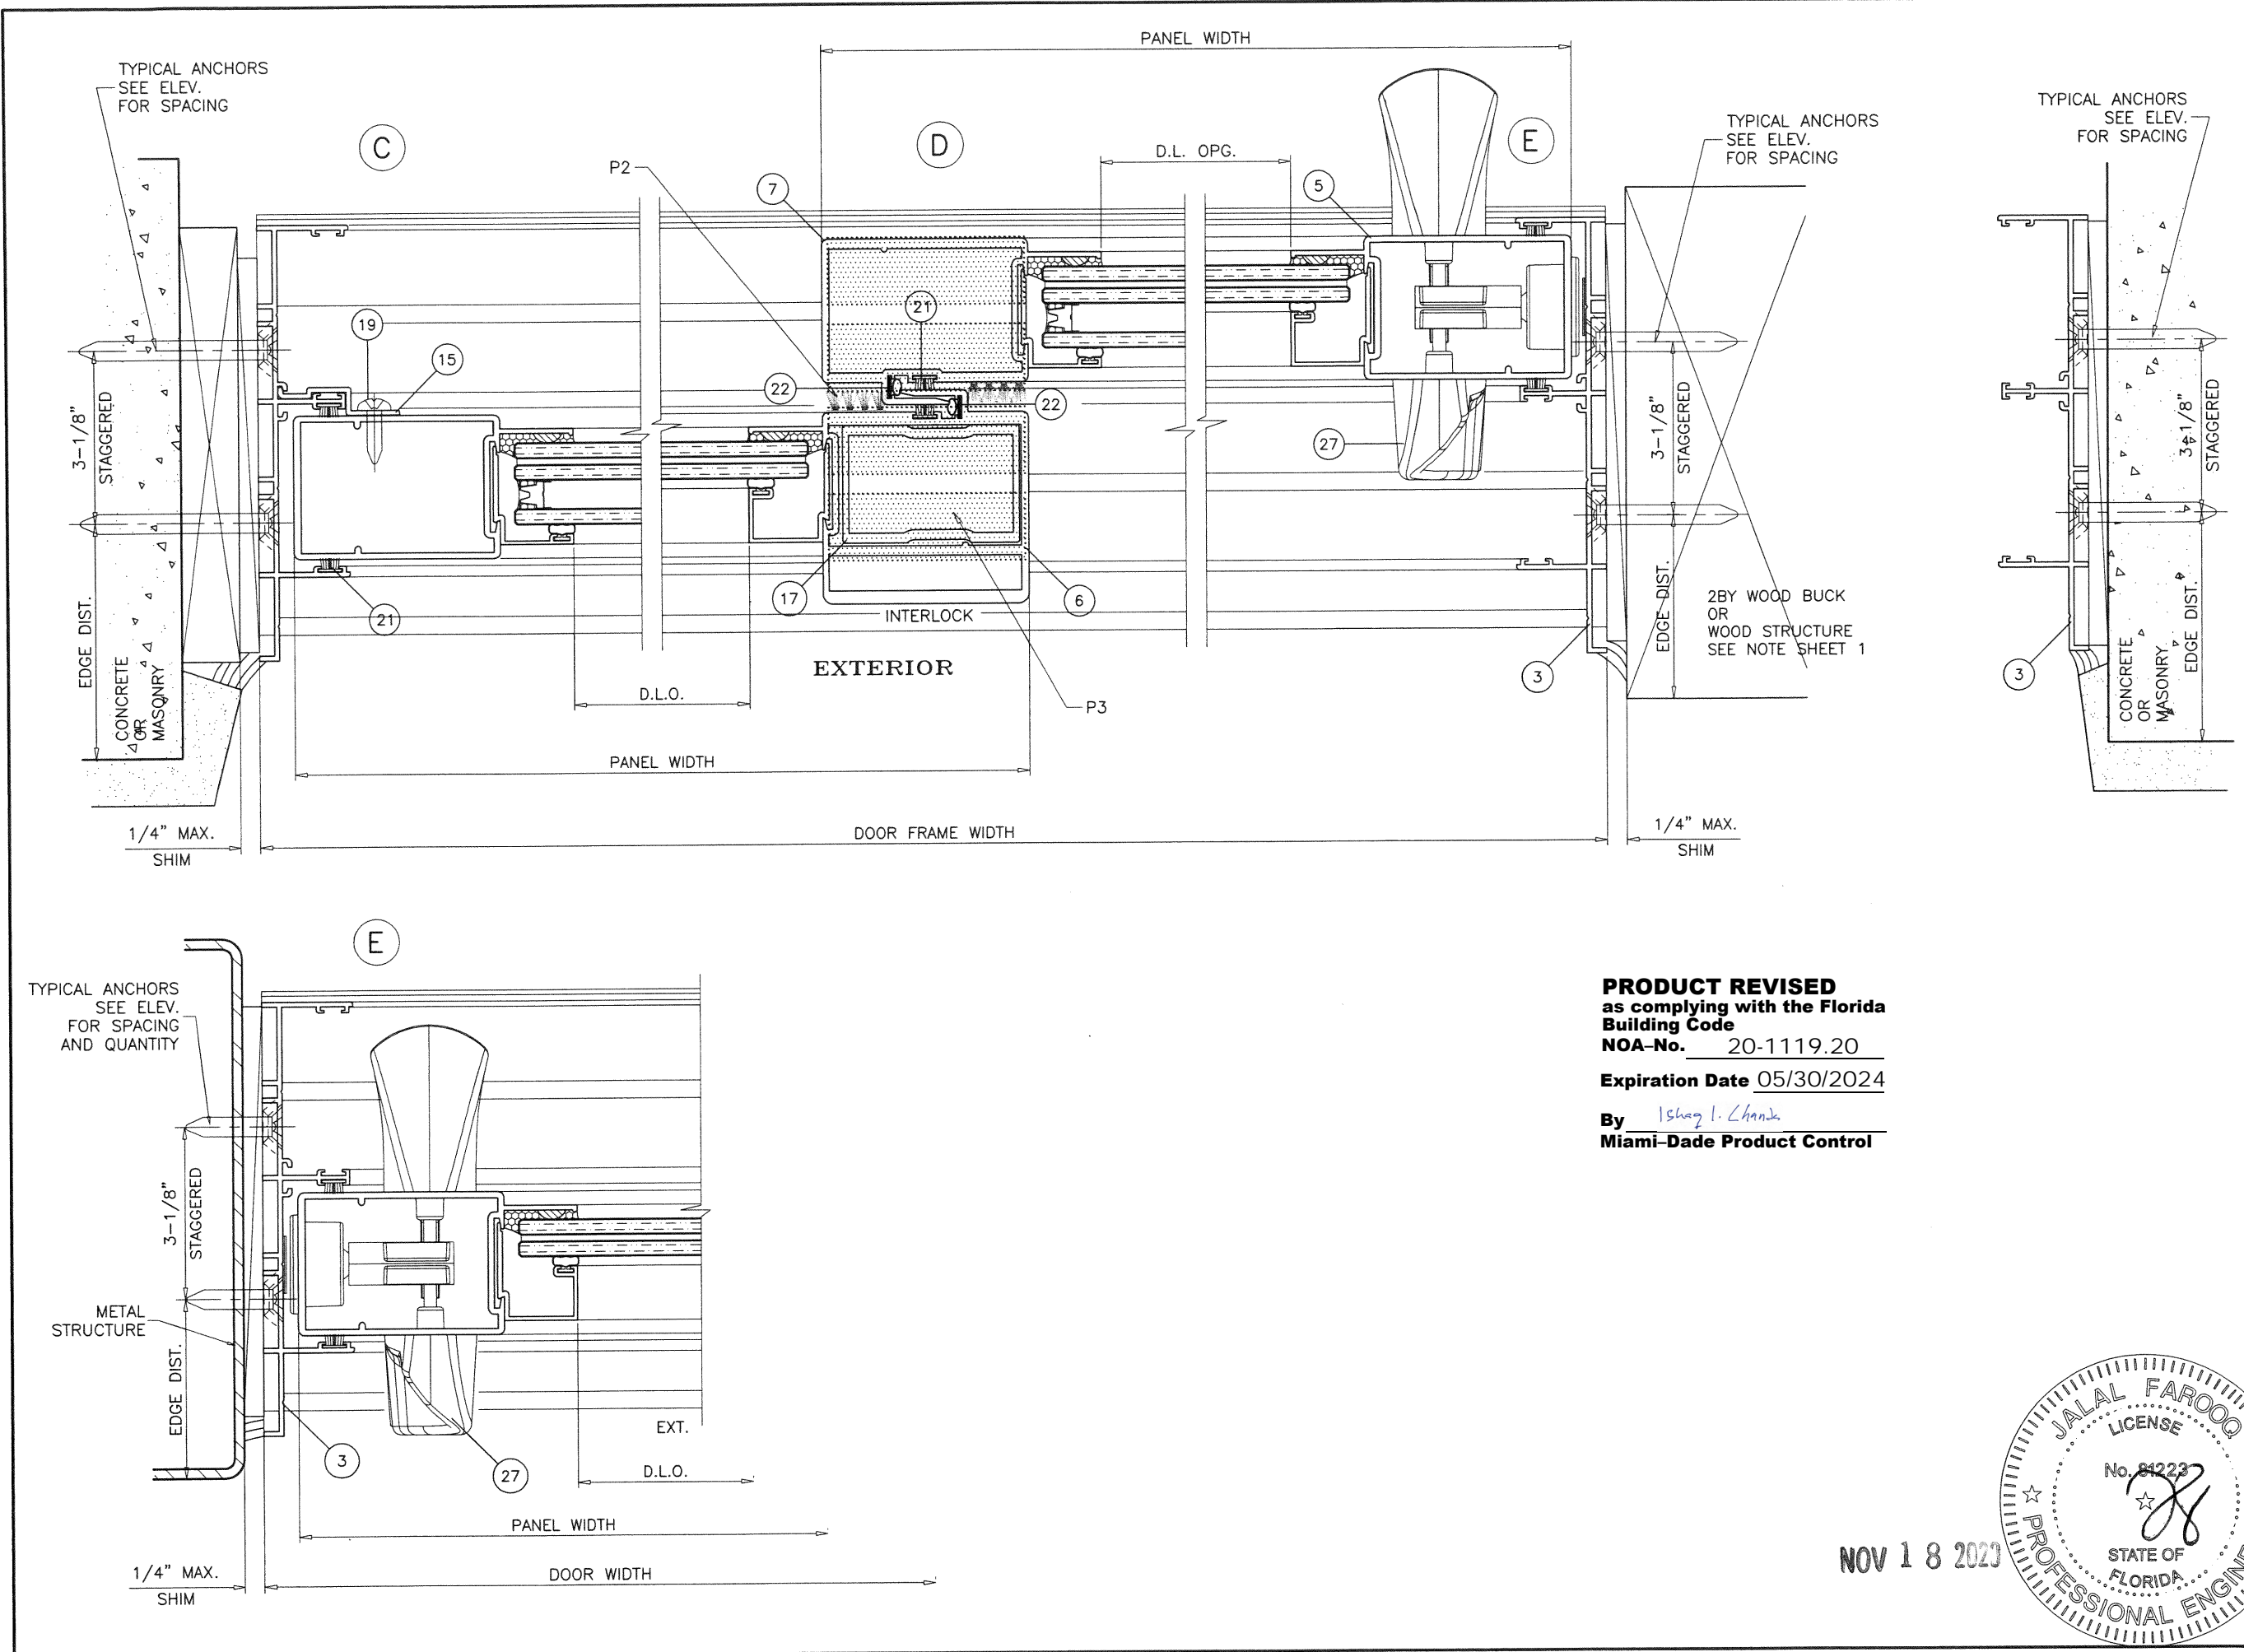 PANEL WIDTH
TYPICAL ANCHORS
SEE ELEV.
FOR SPACING
C
P2
7
D
D.L. OPG.
5
E
TYPICAL ANCHORS
SEE ELEV.
FOR SPACING
TYPICAL ANCHORS
SEE ELEV.
FOR SPACING
19
15
21
22
22
27
3-1/8"
STAGGERED
3-1/8"
STAGGERED
3-1/8"
STAGGERED
EDGE DIST.
CONCRETE
OR
MASONRY
21
17
INTERLOCK
6
EXTERIOR
P3
D.L.O.
EDGE DIST.
2BY WOOD BUCK
OR
WOOD STRUCTURE
SEE NOTE SHEET 1
3
3
CONCRETE
OR
MASONRY
EDGE DIST.
PANEL WIDTH
1/4" MAX.
SHIM
DOOR FRAME WIDTH
1/4" MAX.
SHIM
E
TYPICAL ANCHORS
SEE ELEV.
FOR SPACING
AND QUANTITY
3-1/8"
STAGGERED
METAL
STRUCTURE
EDGE DIST.
3
27
EXT.
D.L.O.
PANEL WIDTH
1/4" MAX.
SHIM
DOOR WIDTH
PRODUCT REVISED
as complying with the Florida
Building Code
NOA-No. 20-1119.20
Expiration Date 05/30/2024
By Ishaq I. Chanda
Miami-Dade Product Control
NOV 18 2020
JALAL FAROOQ
LICENSE
No. 81223
STATE OF
FLORIDA
PROFESSIONAL